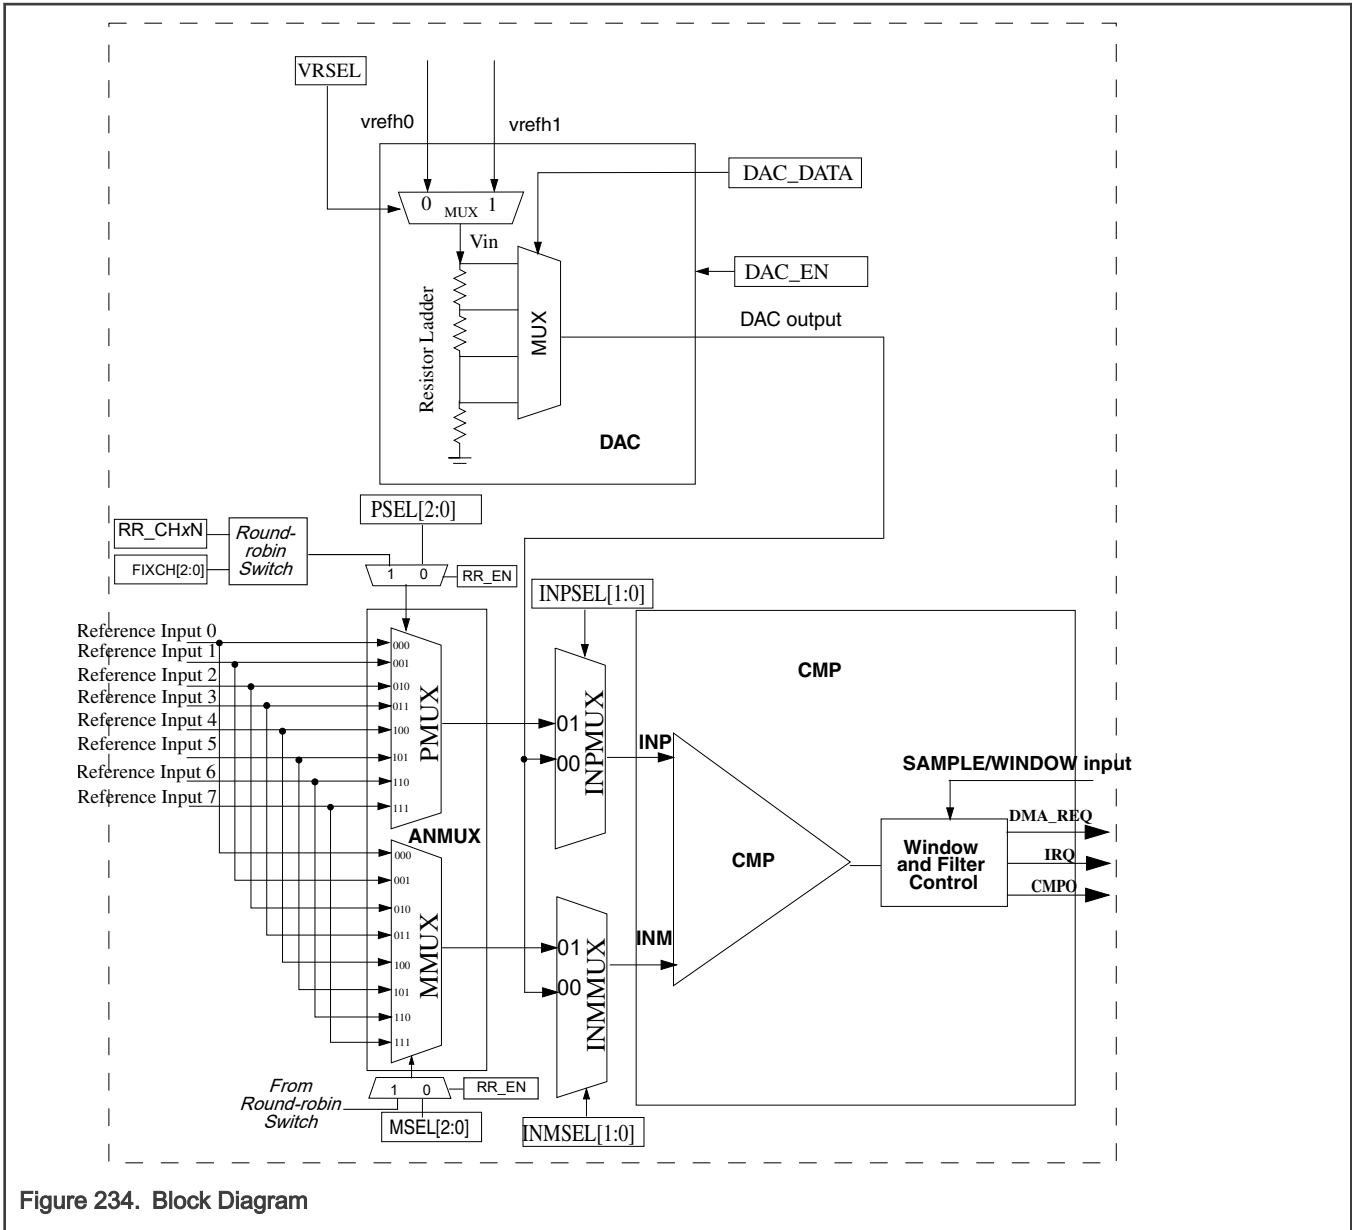 VRSEL
vrefh0
vrefh1
DAC_DATA
0 MUX 1
Vin
DAC_EN
Resistor Ladder
MUX
DAC output
DAC
PSEL[2:0]
RR_CHxN
FIXCH[2:0]
Round-
robin
Switch
1 0
RR_EN
INPSEL[1:0]
Reference Input 0
Reference Input 1
Reference Input 2
Reference Input 3
Reference Input 4
Reference Input 5
Reference Input 6
Reference Input 7
000
001
010
011
100
101
110
111
PMUX
ANMUX
000
001
010
011
100
101
110
111
MMUX
01
00
INPMUX
01
00
INMMUX
CMP
INP
INM
CMP
SAMPLE/WINDOW input
Window
and Filter
Control
DMA_REQ
IRQ
CMPO
From
Round-robin
Switch
1 0
RR_EN
MSEL[2:0]
INMSEL[1:0]
Figure 234. Block Diagram